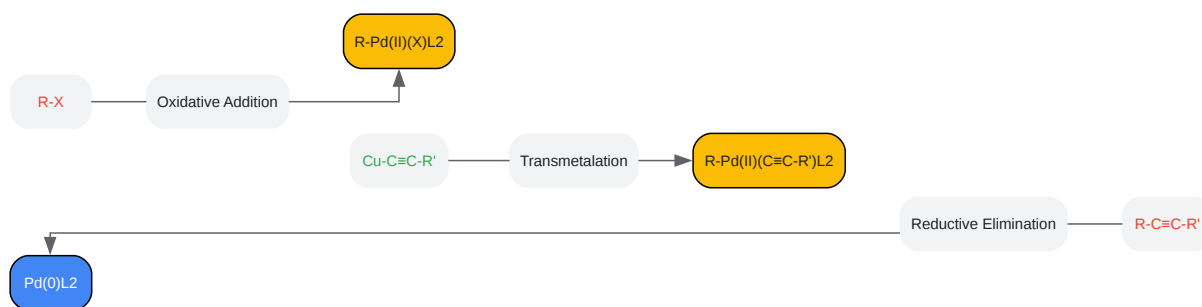 R-Pd(II)(X)L2
R-X
Oxidative Addition
Cu-C≡C-R'
Transmetalation
R-Pd(II)(C≡C-R')L2
Reductive Elimination
R-C≡C-R'
Pd(0)L2